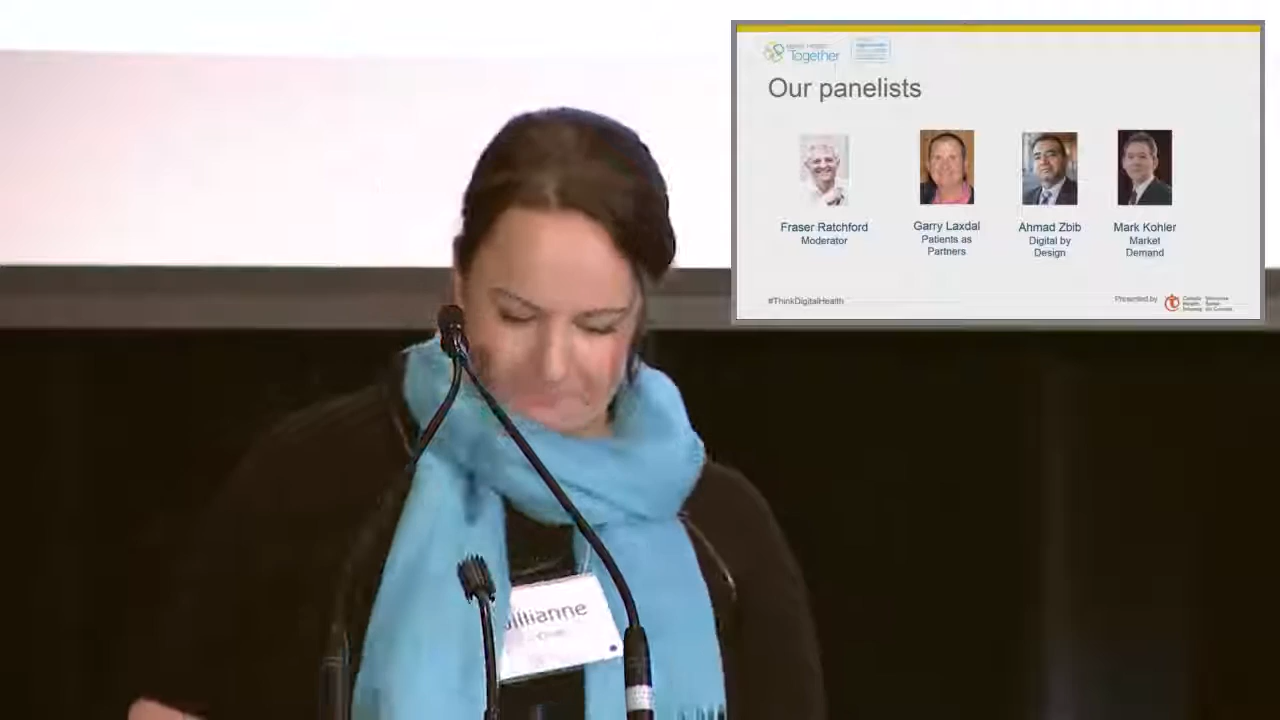 Together
Our panelists
Fraser Ratchford
Moderator
Garry Laxdal
Patients as
Partners
Ahmad Zbib
Digital by
Design
Mark Kohler
Market
Demand
#ThinkDigitalHealth
Presented by
illianne